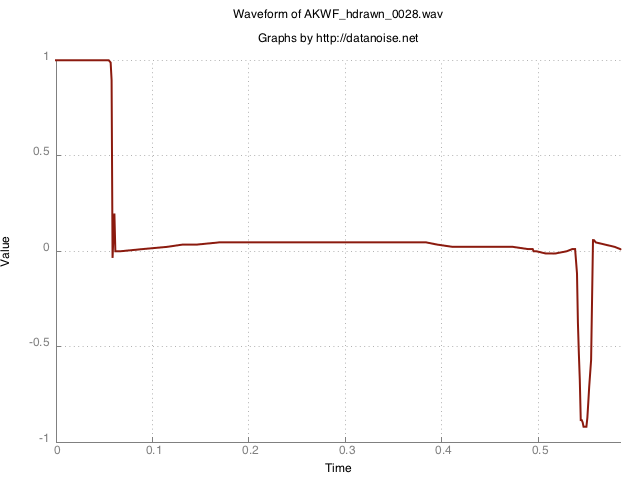 Waveform of AKWF_hdrawn_0028.wav
Graphs by http://datanoise.net
1
0.5
0
-0.5
-1
Value
0 0.1 0.2 0.3 0.4 0.5
Time